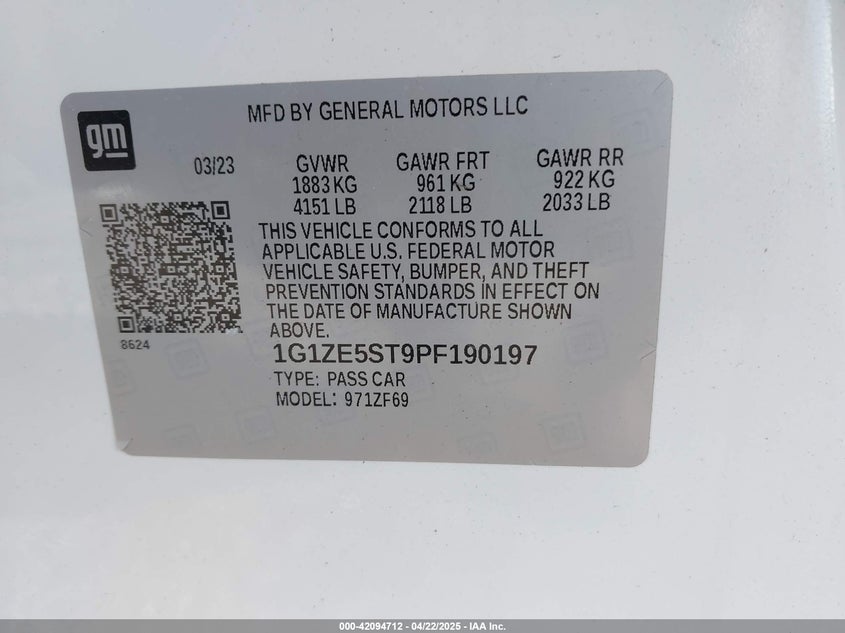 MFD BY GENERAL MOTORS LLC
gm
03/23 GVWR GAWR FRT GAWR RR
1883 KG 961 KG 922 KG
4151 LB 2118 LB 2033 LB
THIS VEHICLE CONFORMS TO ALL
APPLICABLE U.S. FEDERAL MOTOR
VEHICLE SAFETY, BUMPER, AND THEFT
PREVENTION STANDARDS IN EFFECT ON
THE DATE OF MANUFACTURE SHOWN
ABOVE.
8624
1G1ZE5ST9PF190197
TYPE: PASS CAR
MODEL: 971ZF69
000-42094712 - 04/22/2025 - IAA Inc.